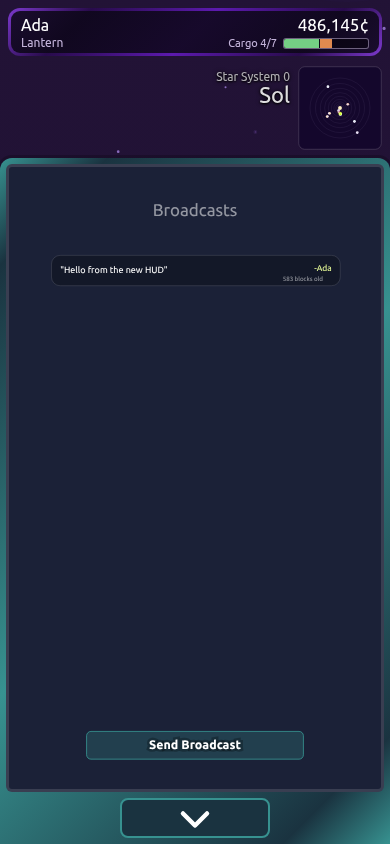 Ada
486,145¢
Lantern
Cargo 4/7
Star System 0
Sol
Broadcasts
"Hello from the new HUD"
-Ada
583 blocks old
Send Broadcast